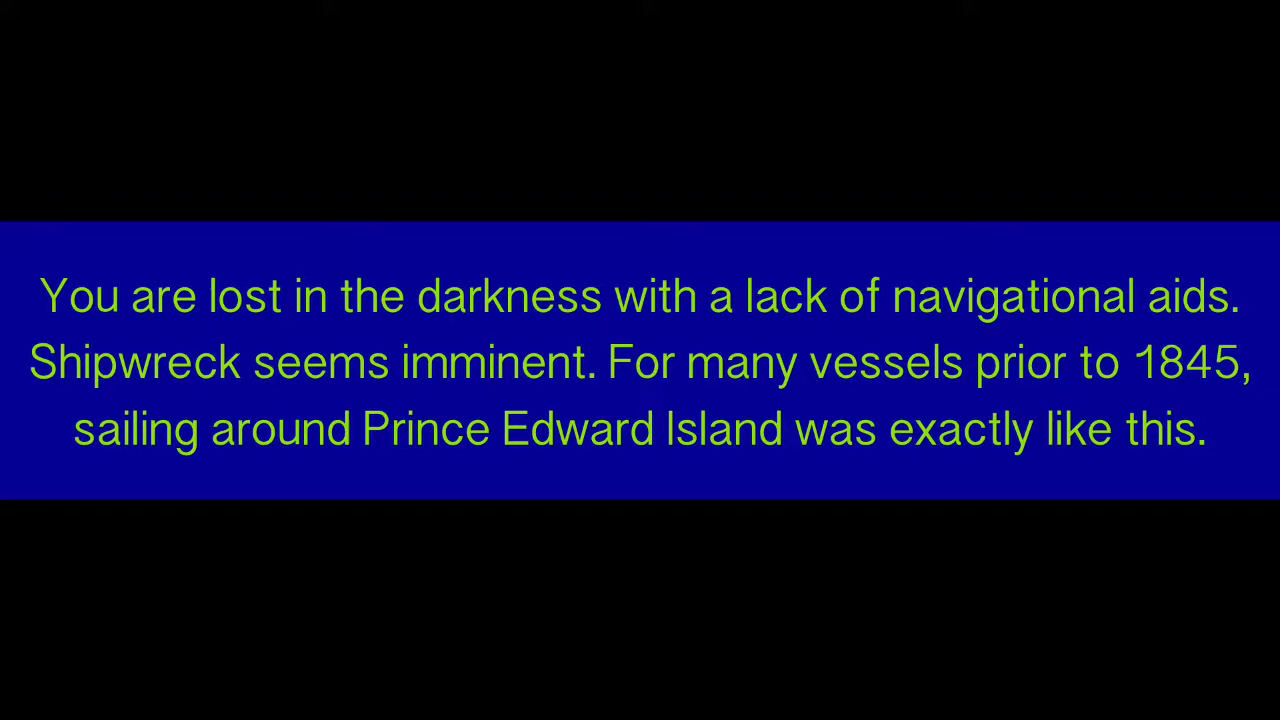 You are lost in the darkness with a lack of navigational aids.
Shipwreck seems imminent. For many vessels prior to 1845,
sailing around Prince Edward Island was exactly like this.